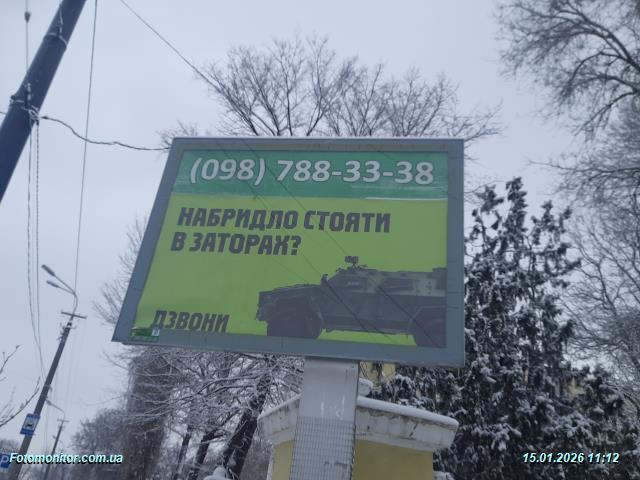 (098) 788-33-38
НАБРИДЛО СТОЯТИ
В ЗАТОРАХ?
ДЗВОНИ
Fotomonitor.com.ua
15.01.2026 11:12